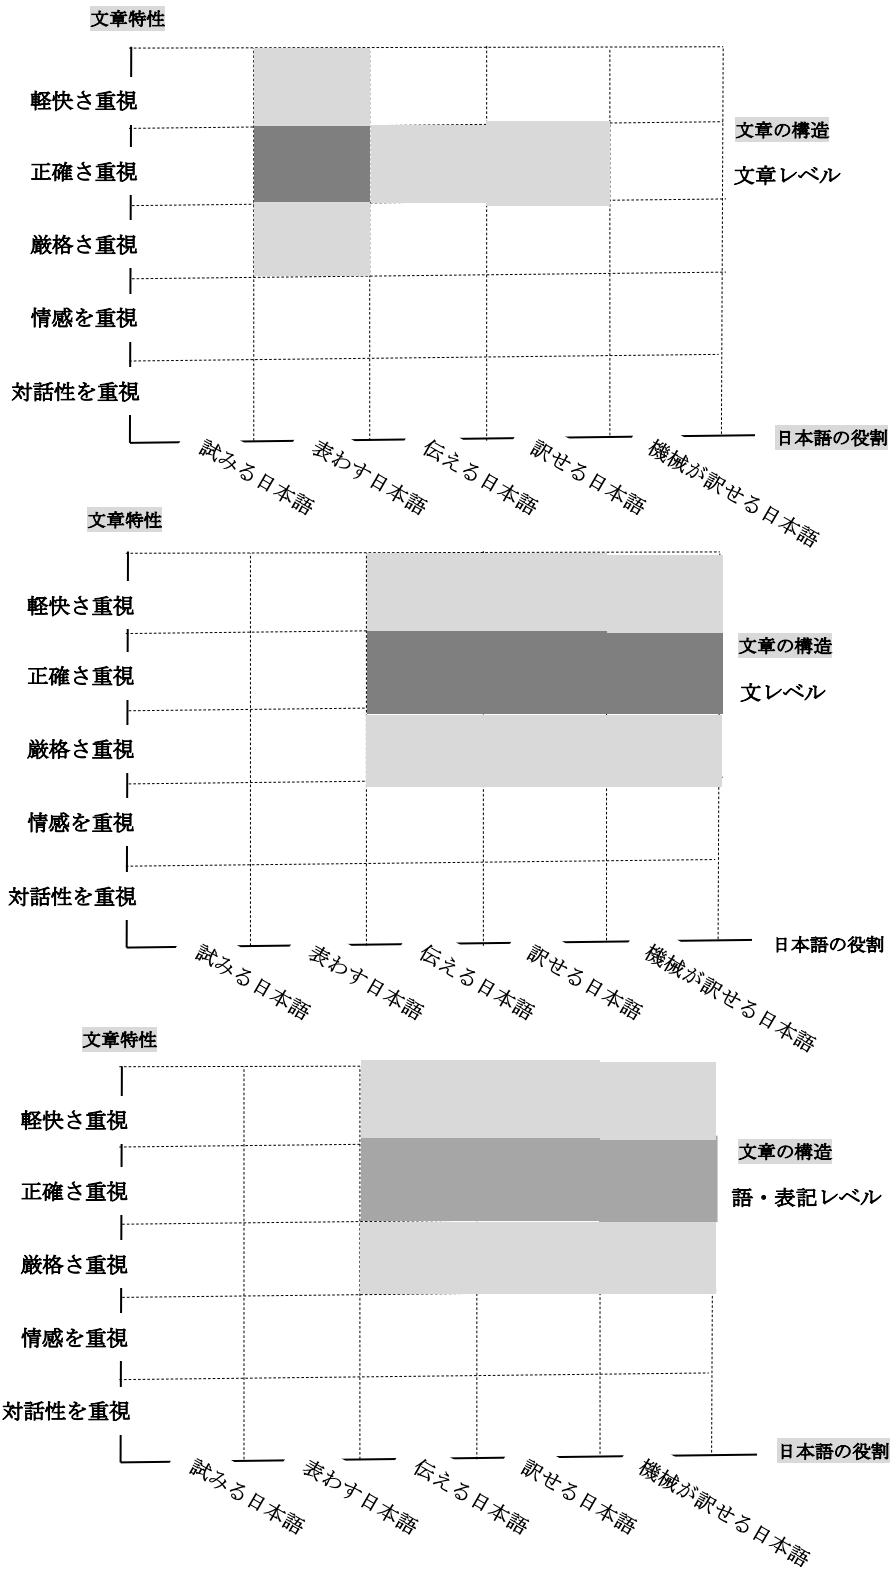 文章特性
軽快さ重視
文章の構造
正確さ重視
文章レベル
厳格さ重視
情感を重視
対話性を重視
日本語の役割
試みる日本語
表わす日本語
伝える日本語
訳せる日本語
機械が訳せる日本語
文章特性
軽快さ重視
文章の構造
正確さ重視
文レベル
厳格さ重視
情感を重視
対話性を重視
日本語の役割
試みる日本語
表わす日本語
伝える日本語
訳せる日本語
機械が訳せる日本語
文章特性
軽快さ重視
文章の構造
正確さ重視
語・表記レベル
厳格さ重視
情感を重視
対話性を重視
日本語の役割
試みる日本語
表わす日本語
伝える日本語
訳せる日本語
機械が訳せる日本語